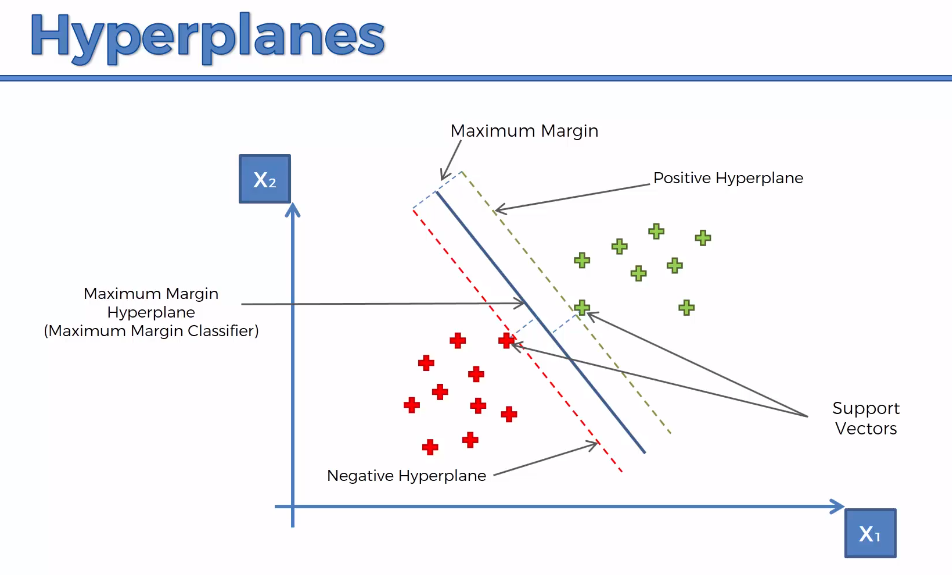 Hyperplanes
Maximum Margin
X2
Positive Hyperplane
Maximum Margin
Hyperplane
(Maximum Margin Classifier)
Support
Vectors
Negative Hyperplane
X1